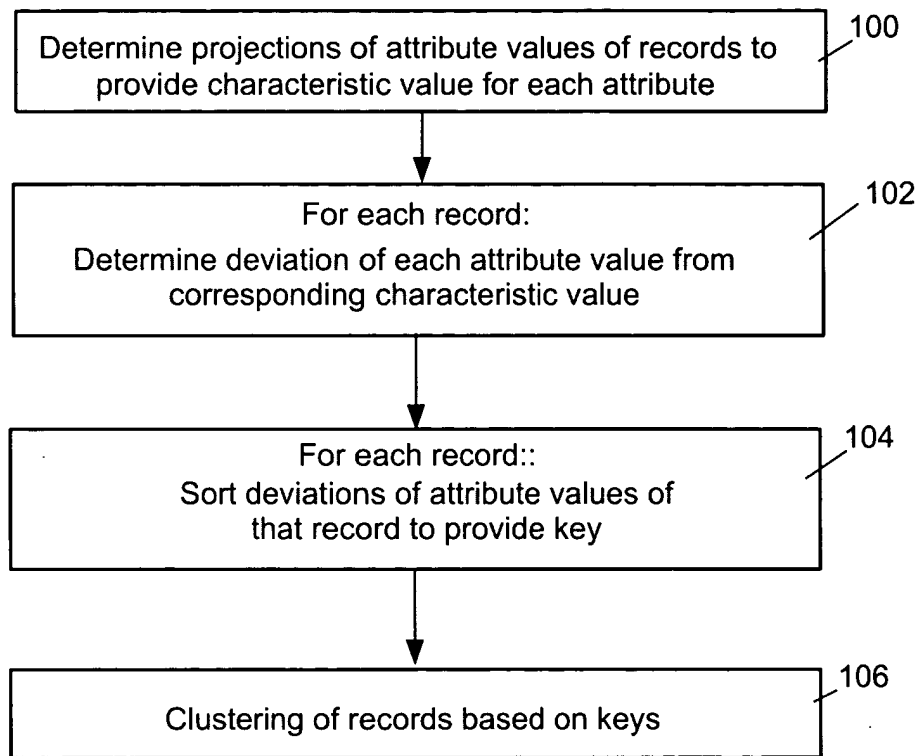 Determine projections of attribute values of records to
provide characteristic value for each attribute
100
For each record:
Determine deviation of each attribute value from
corresponding characteristic value
102
For each record::
Sort deviations of attribute values of
that record to provide key
104
Clustering of records based on keys
106